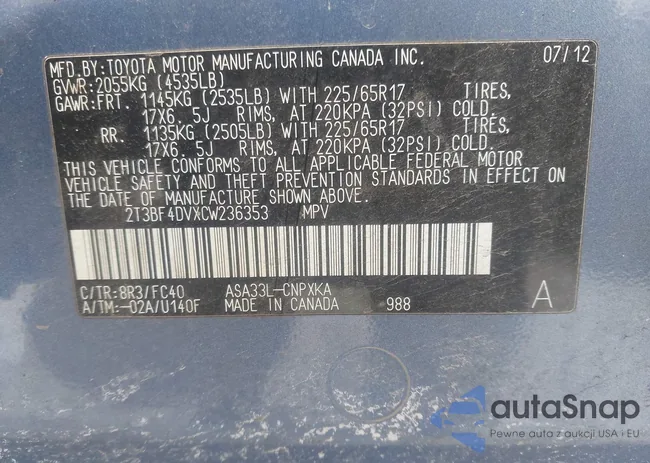 MFD.BY:TOYOTA MOTOR MANUFACTURING CANADA INC. 07/12
GVWR:2055KG (4535LB)
GAWR:FRT. 1145KG (2535LB) WITH 225/65R17 TIRES,
17X6.5J RIMS, AT 220KPA (32PSI) COLD.
RR. 1135KG (2505LB) WITH 225/65R17 TIRES,
17X6.5J RIMS, AT 220KPA (32PSI) COLD.
THIS VEHICLE CONFORMS TO ALL APPLICABLE FEDERAL MOTOR
VEHICLE SAFETY AND THEFT PREVENTION STANDARDS IN EFFECT ON
THE DATE OF MANUFACTURE SHOWN ABOVE.
2T3BF4DVXCW236353 MPV
C/TR:8R3/FC40 ASA33L-CNPXKA
A/TM:-02A/U140F MADE IN CANADA 988 A
autaSnap
Pewne auta z aukcji USA i EU